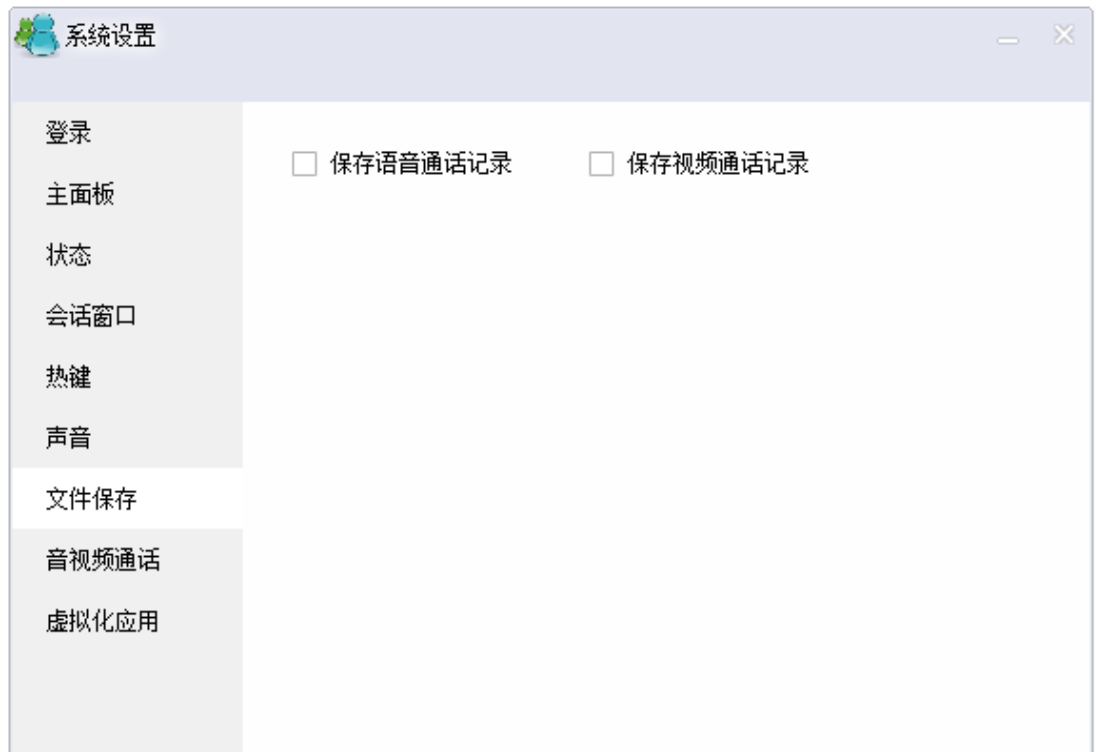 系统设置
登录
主面板
状态
会话窗口
热键
声音
文件保存
音视频通话
虚拟化应用
保存语音通话记录 保存视频通话记录